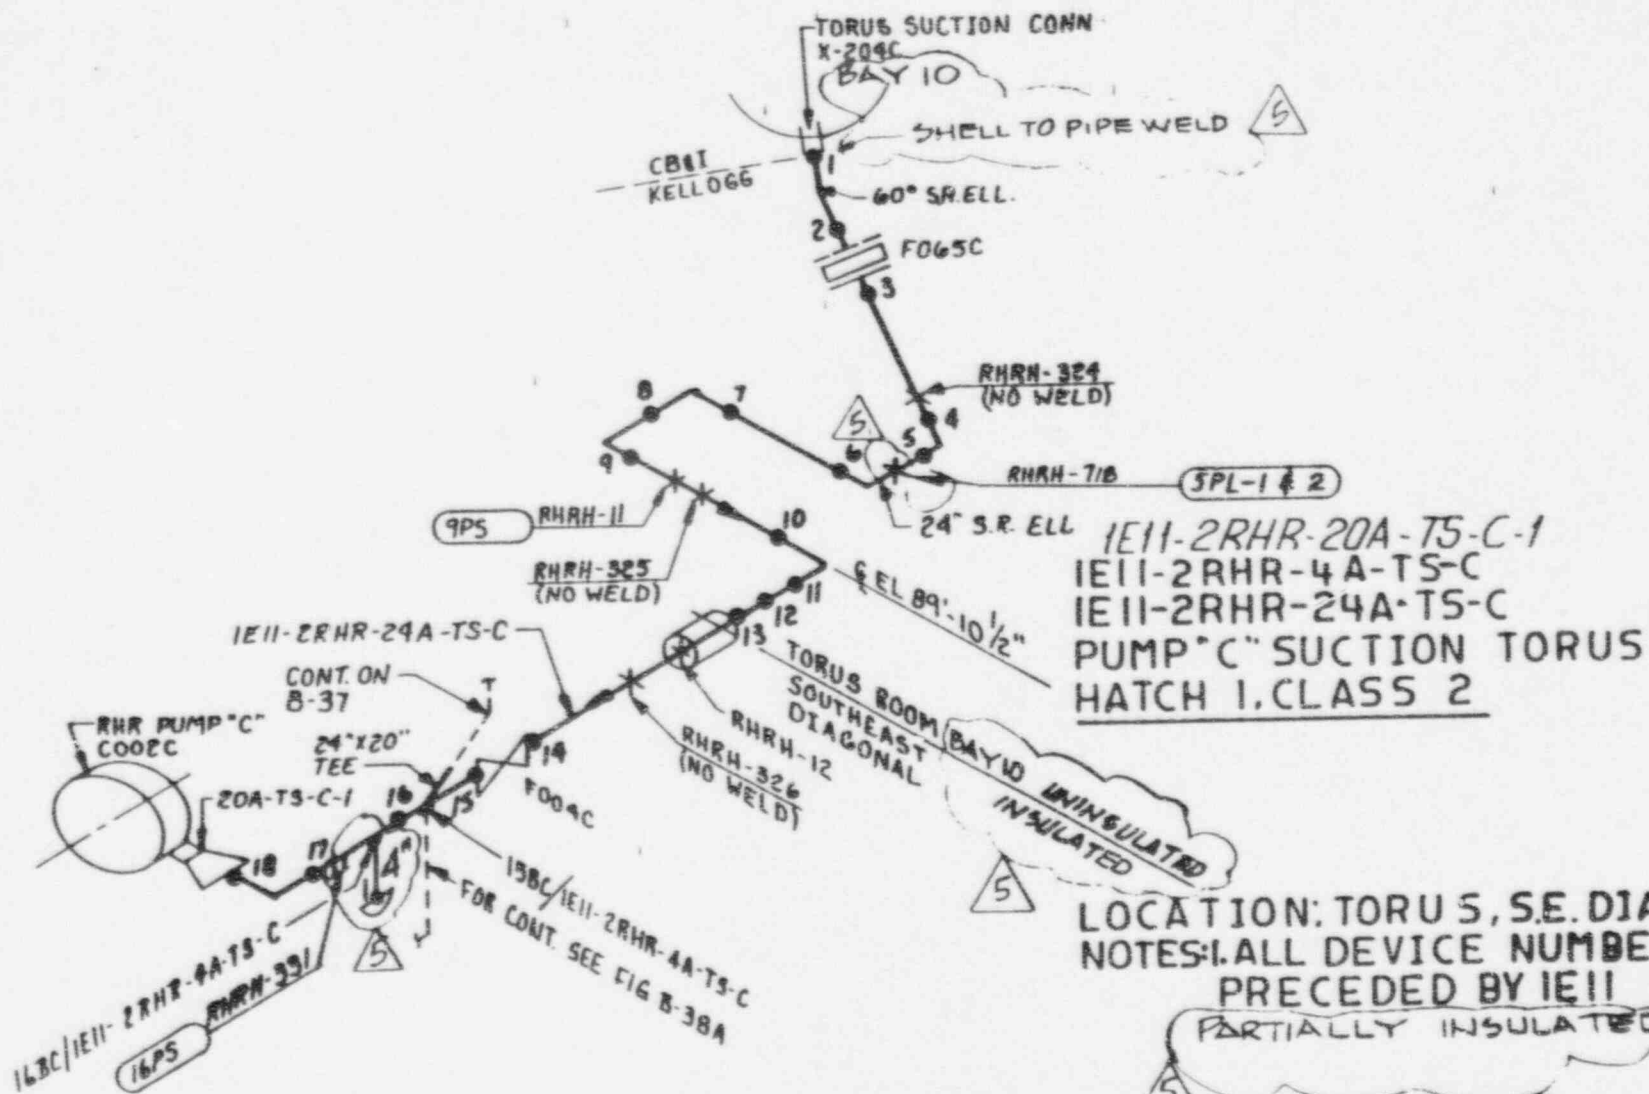 TORUS SUCTION CONN
X-204C
BAY 10
SHELL TO PIPE WELD
5
CB&I
KELLOGG
1
60° SR.ELL.
2
F065C
3
RHRH-324
(NO WELD)
4
8
7
5
5
6
9
RHRH-71B
5PL-1 & 2
9PS
RHRH-11
10
24" S.R. ELL
RHRH-325
(NO WELD)
1E11-2RHR-20A-TS-C-1
1E11-2RHR-4A-TS-C
1E11-2RHR-24A-TS-C
PUMP "C" SUCTION TORUS
HATCH 1, CLASS 2
11
12
13
℄ EL 89'-10 1/2"
1E11-2RHR-24A-TS-C
CONT. ON
B-37
TORUS ROOM
SOUTHEAST
DIAGONAL
BAY 10 UNINSULATED
INSULATED
RHR PUMP "C"
C002C
24"X20"
TEE
14
RHRH-12
RHRH-326
(NO WELD)
20A-TS-C-1
16
15
F004C
17
18
4"
5
5
15BC/1E11-2RHR-4A-TS-C
FOR CONT. SEE FIG B-38A
16BC/1E11-2RHR-4A-TS-C
RHRH-331
16PS
LOCATION: TORUS, S.E. DIA
NOTES:1.ALL DEVICE NUMBE
PRECEDED BY 1E11
PARTIALLY INSULATED
5